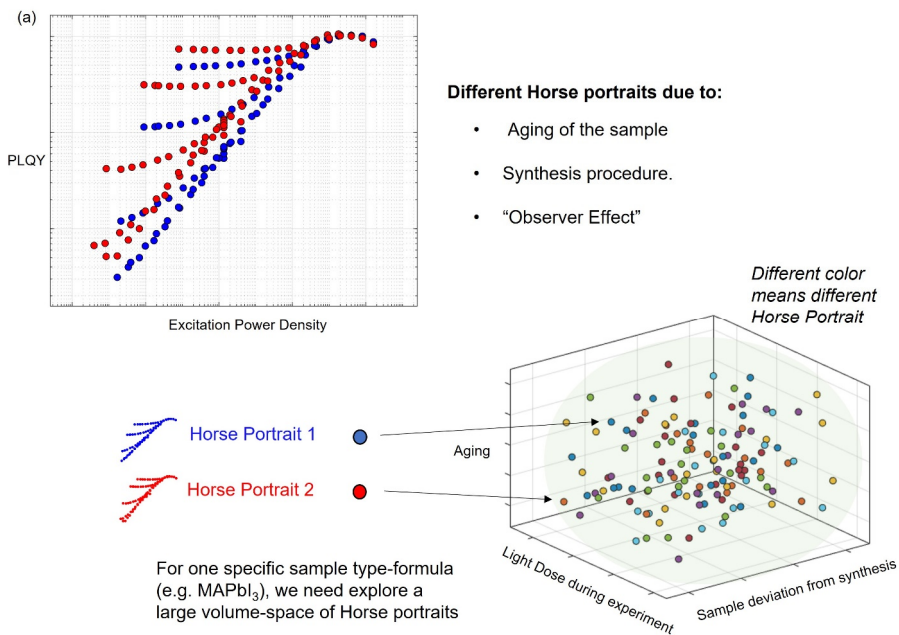 (a)
PLQY
Excitation Power Density
Different Horse portraits due to:
• Aging of the sample
• Synthesis procedure.
• “Observer Effect”
Different color
means different
Horse Portrait
Horse Portrait 1
Horse Portrait 2
Aging
Light Dose during experiment
Sample deviation from synthesis
For one specific sample type-formula
(e.g. MAPbI₃), we need explore a
large volume-space of Horse portraits